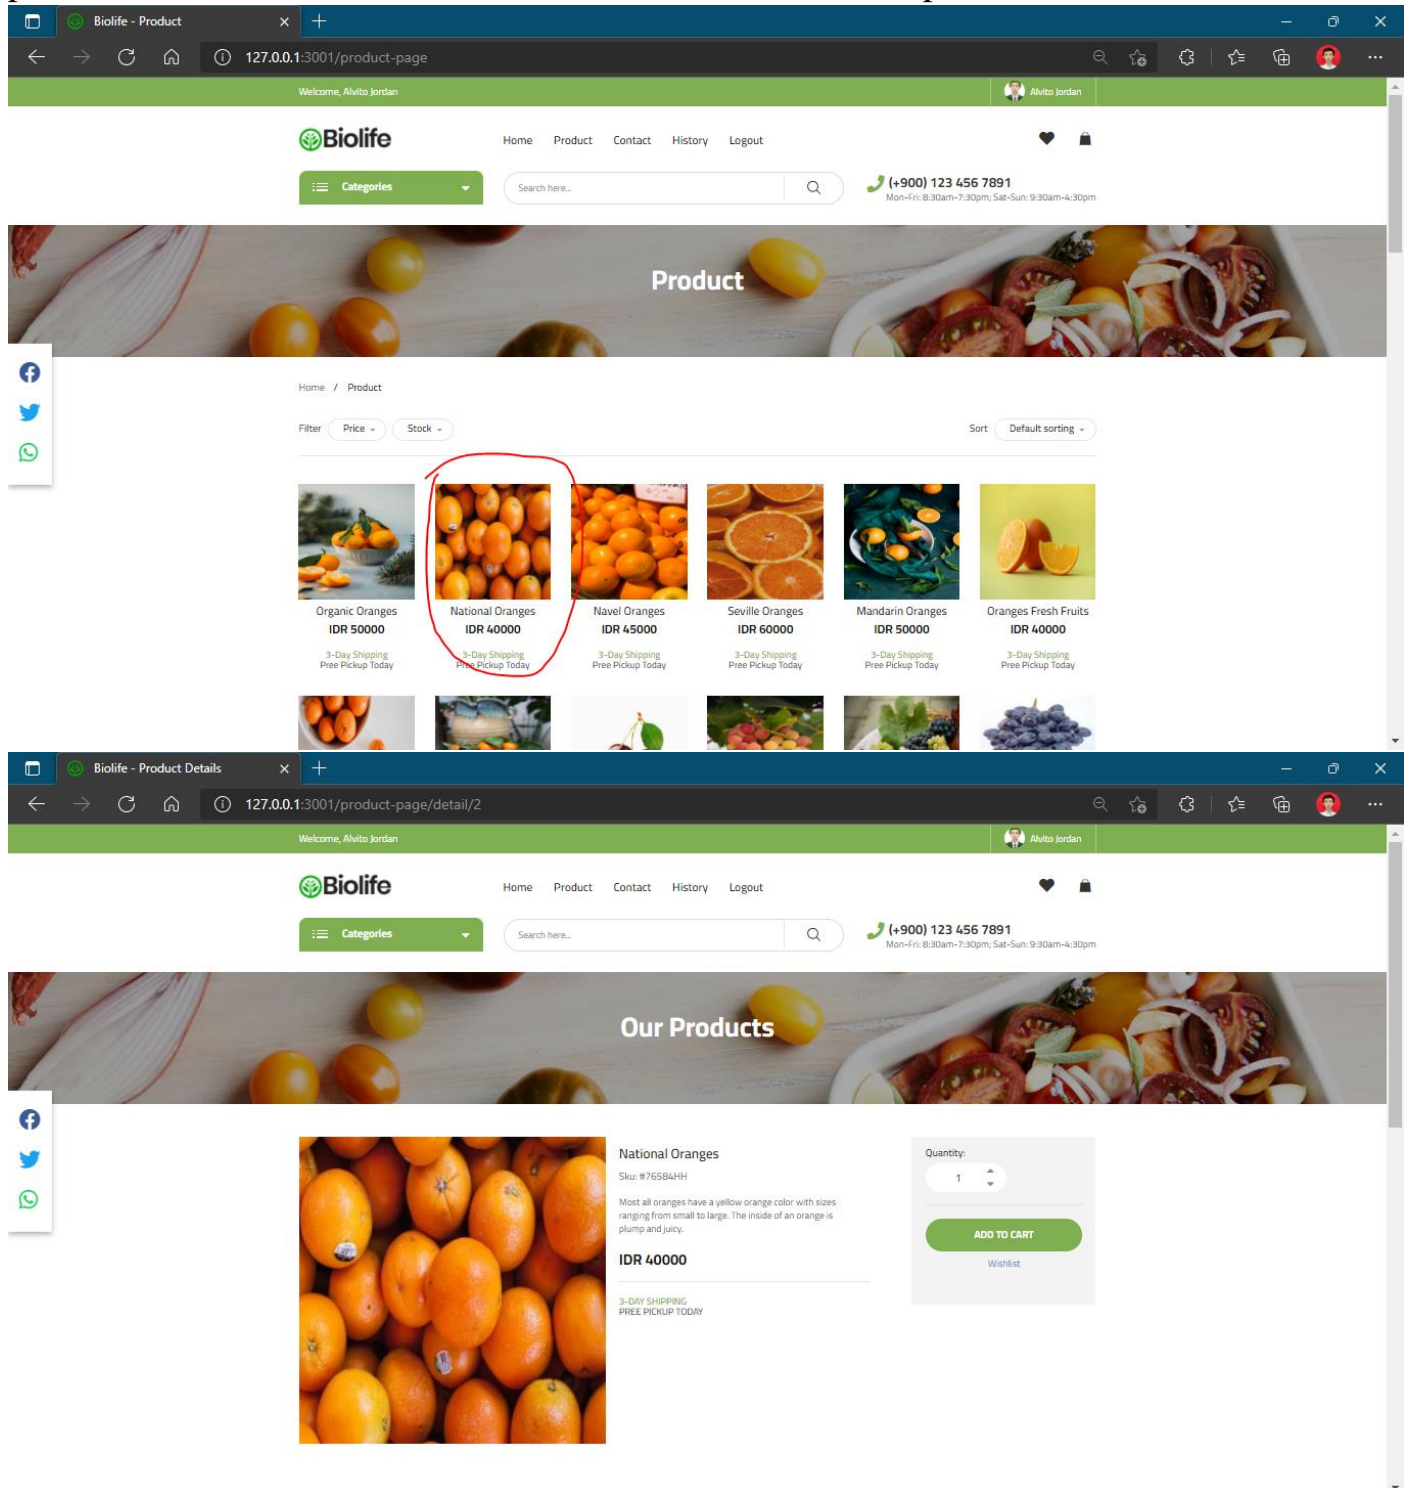 Biolife - Product
127.0.0.1:3001/product-page
Welcome, Alvito Jordan
Alvito Jordan
Biolife
Home Product Contact History Logout
Categories
Search here...
(+900) 123 456 7891
Mon-Fri: 8:30am-7:30pm; Sat-Sun: 9:30am-4:30pm
Product
Home / Product
Filter Price Stock
Sort Default sorting
Organic Oranges National Oranges Navel Oranges Seville Oranges Mandarin Oranges Oranges Fresh Fruits
IDR 50000 IDR 40000 IDR 45000 IDR 60000 IDR 50000 IDR 40000
3-Day Shipping 3-Day Shipping 3-Day Shipping 3-Day Shipping 3-Day Shipping 3-Day Shipping
Pree Pickup Today Pree Pickup Today Pree Pickup Today Pree Pickup Today Pree Pickup Today Pree Pickup Today
Biolife - Product Details
127.0.0.1:3001/product-page/detail/2
Welcome, Alvito Jordan
Alvito Jordan
Biolife
Home Product Contact History Logout
Categories
Search here...
(+900) 123 456 7891
Mon-Fri: 8:30am-7:30pm; Sat-Sun: 9:30am-4:30pm
Our Products
National Oranges
Sku: #76584HH
Most all oranges have a yellow orange color with sizes
ranging from small to large. The inside of an orange is
plump and juicy.
IDR 40000
3-DAY SHIPPING
PREE PICKUP TODAY
Quantity:
1
ADD TO CART
Wishlist